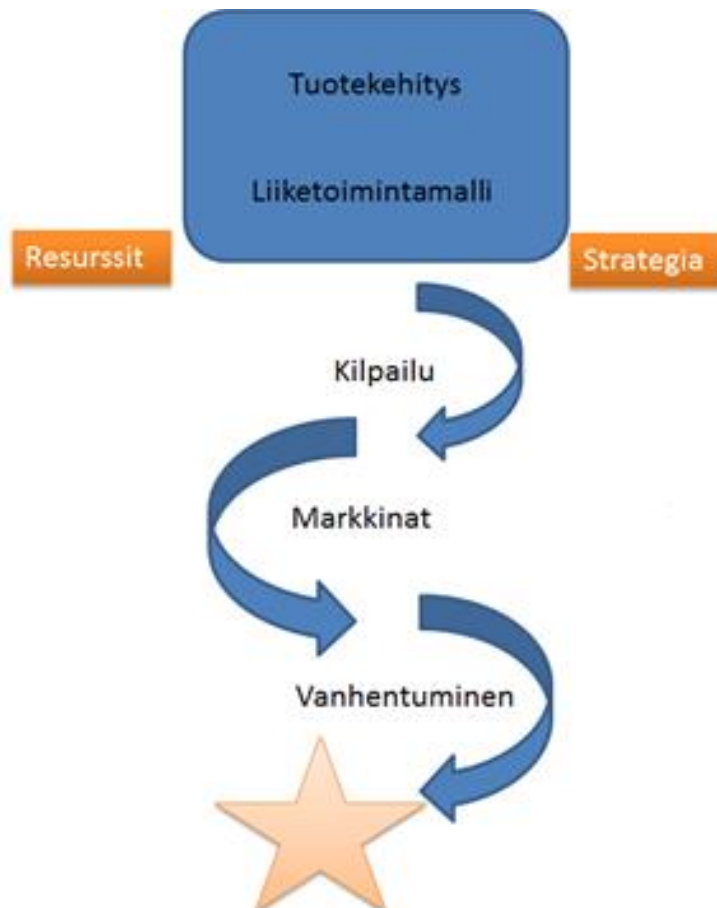 Tuotekehitys
Liiketoimintamalli
Resurssit
Strategia
Kilpailu
Markkinat
Vanhentuminen